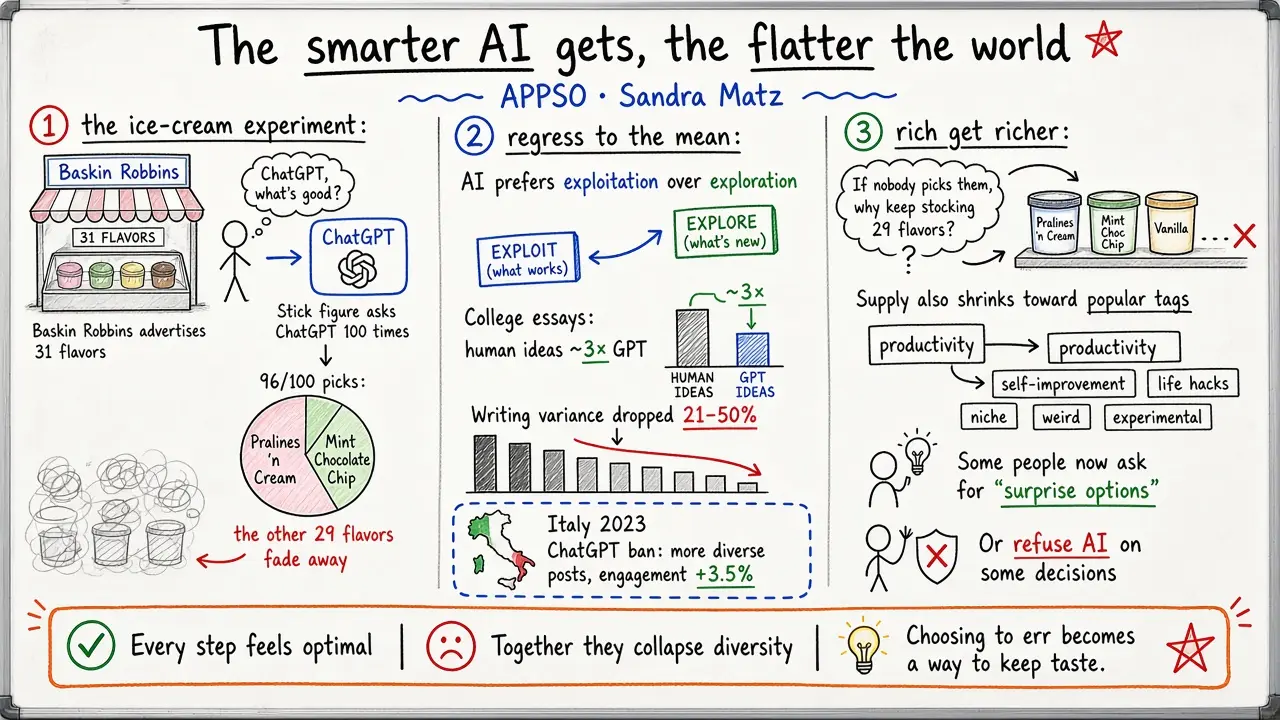 The smarter AI gets, the flatter the world
APPSO · Sandra Matz
1 the ice-cream experiment:
Baskin Robbins
31 FLAVORS
ChatGPT,
what's good?
ChatGPT
Baskin Robbins advertises
31 flavors
Stick figure asks
ChatGPT 100 times
96/100 picks:
Pralines
'n
Cream
Mint
Chocolate
Chip
the other 29 flavors
fade away
2 regress to the mean:
AI prefers exploitation over exploration
EXPLOIT
(what works)
EXPLORE
(what's new)
College essays:
human ideas ~3x GPT
~3x
HUMAN
IDEAS
GPT
IDEAS
Writing variance dropped 21–50%
Italy 2023
ChatGPT ban: more diverse
posts, engagement +3.5%
3 rich get richer:
If nobody picks them,
why keep stocking
29 flavors?
?
Pralines
'n Cream
Mint
Choc
Chip
Vanilla
...
Supply also shrinks toward popular tags
productivity
productivity
self-improvement
life hacks
niche
weird
experimental
Some people now ask
for "surprise options"
Or refuse AI on
some decisions
Every step feels optimal
Together they collapse diversity
Choosing to err becomes
a way to keep taste.